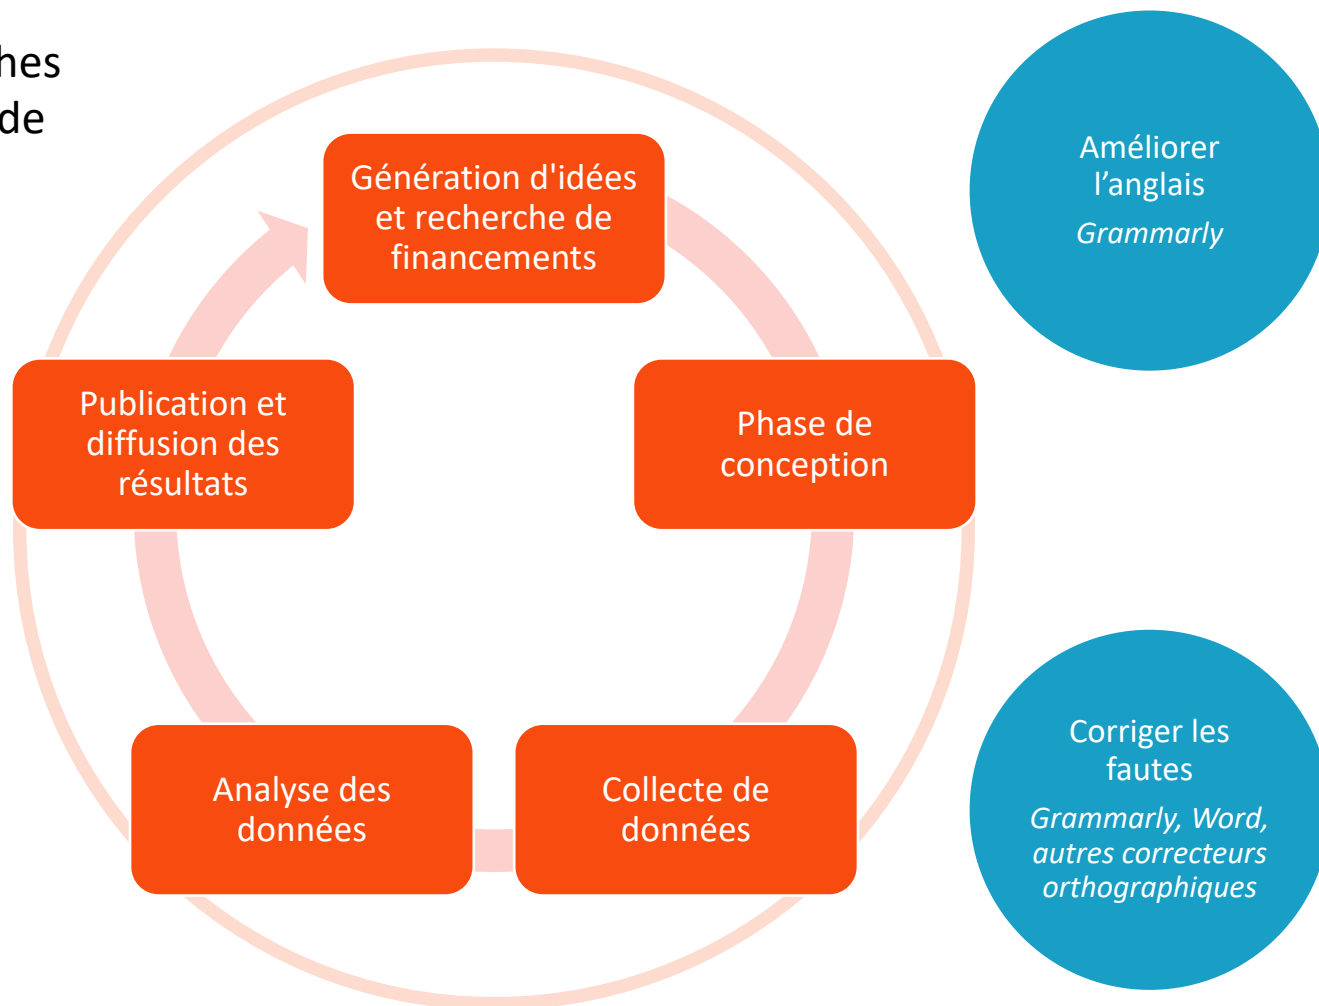 hes
de
Génération d'idées
et recherche de
financements
Phase de
conception
Collecte de
données
Analyse des
données
Publication et
diffusion des
résultats
Améliorer
l’anglais
Grammarly
Corriger les
fautes
Grammarly, Word,
autres correcteurs
orthographiques